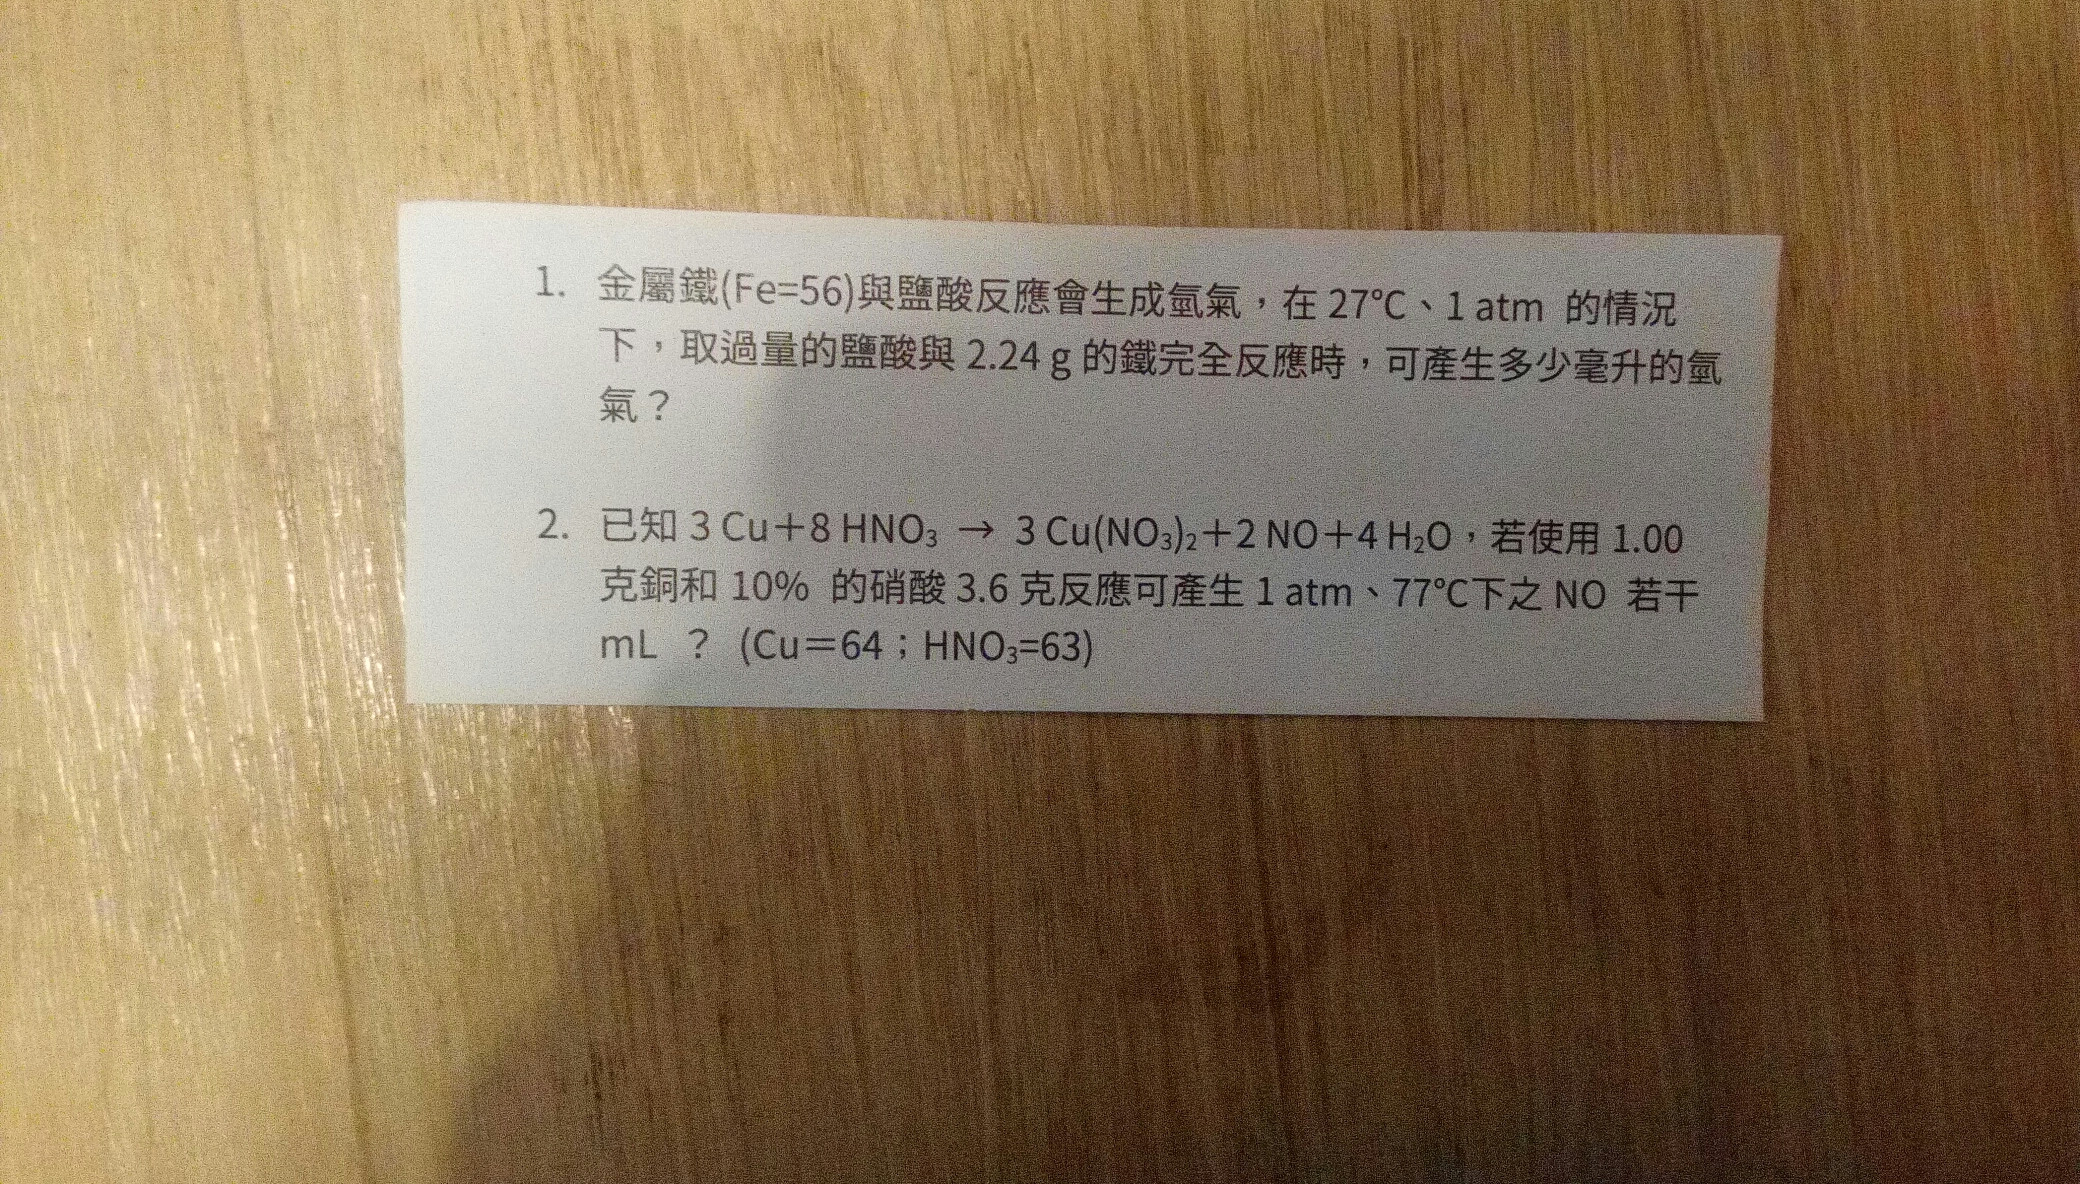 1. 金屬鐵(Fe=56)與鹽酸反應會生成氫氣，在 27℃、1 atm 的情況
下，取過量的鹽酸與 2.24 g 的鐵完全反應時，可產生多少毫升的氫
氣？
2. 已知 3 Cu＋8 HNO₃ → 3 Cu(NO₃)₂＋2 NO＋4 H₂O，若使用 1.00
克銅和 10% 的硝酸 3.6 克反應可產生 1 atm、77℃下之 NO 若干
mL ？ (Cu＝64；HNO₃=63)